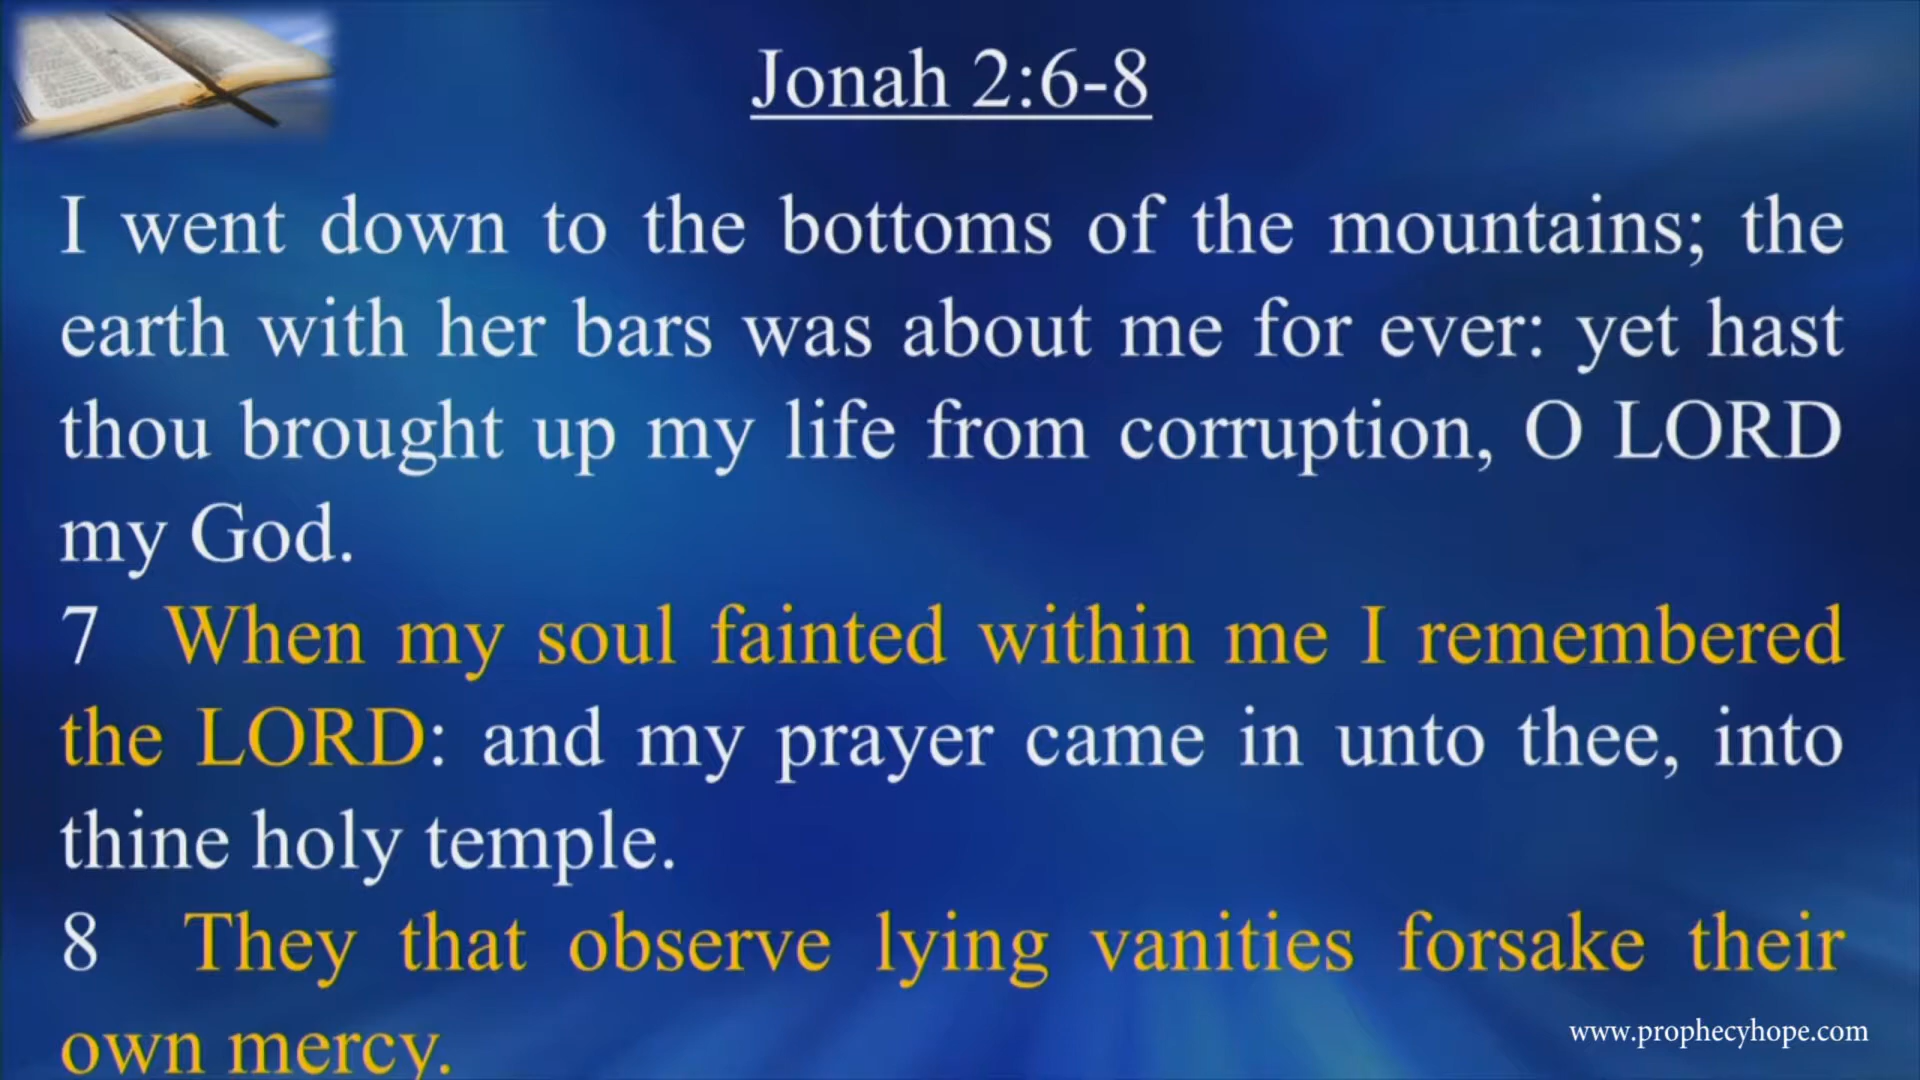 Jonah 2:6-8
I went down to the bottoms of the mountains; the
earth with her bars was about me for ever: yet hast
thou brought up my life from corruption, O LORD
my God.
7 When my soul fainted within me I remembered
the LORD: and my prayer came in unto thee, into
thine holy temple.
8 They that observe lying vanities forsake their
own mercy.
www.prophecyhope.com